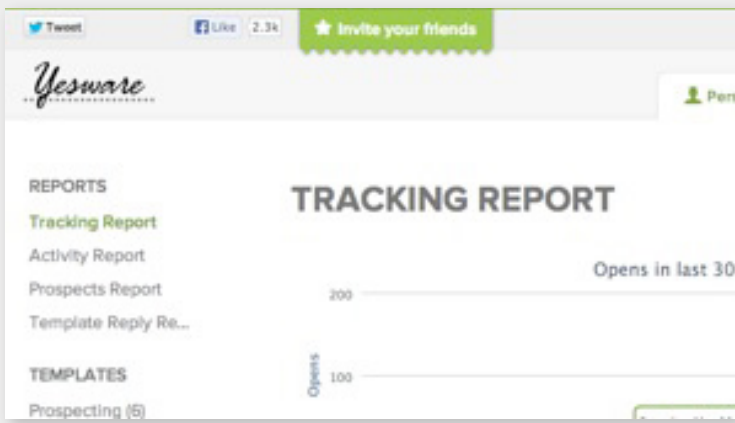 Tweet Like 2.3k Invite your friends
Yesware
REPORTS
Tracking Report
Activity Report
Prospects Report
Template Reply Re...
TEMPLATES
Prospecting (6)
TRACKING REPORT
Opens in last 30
200
Opens
100